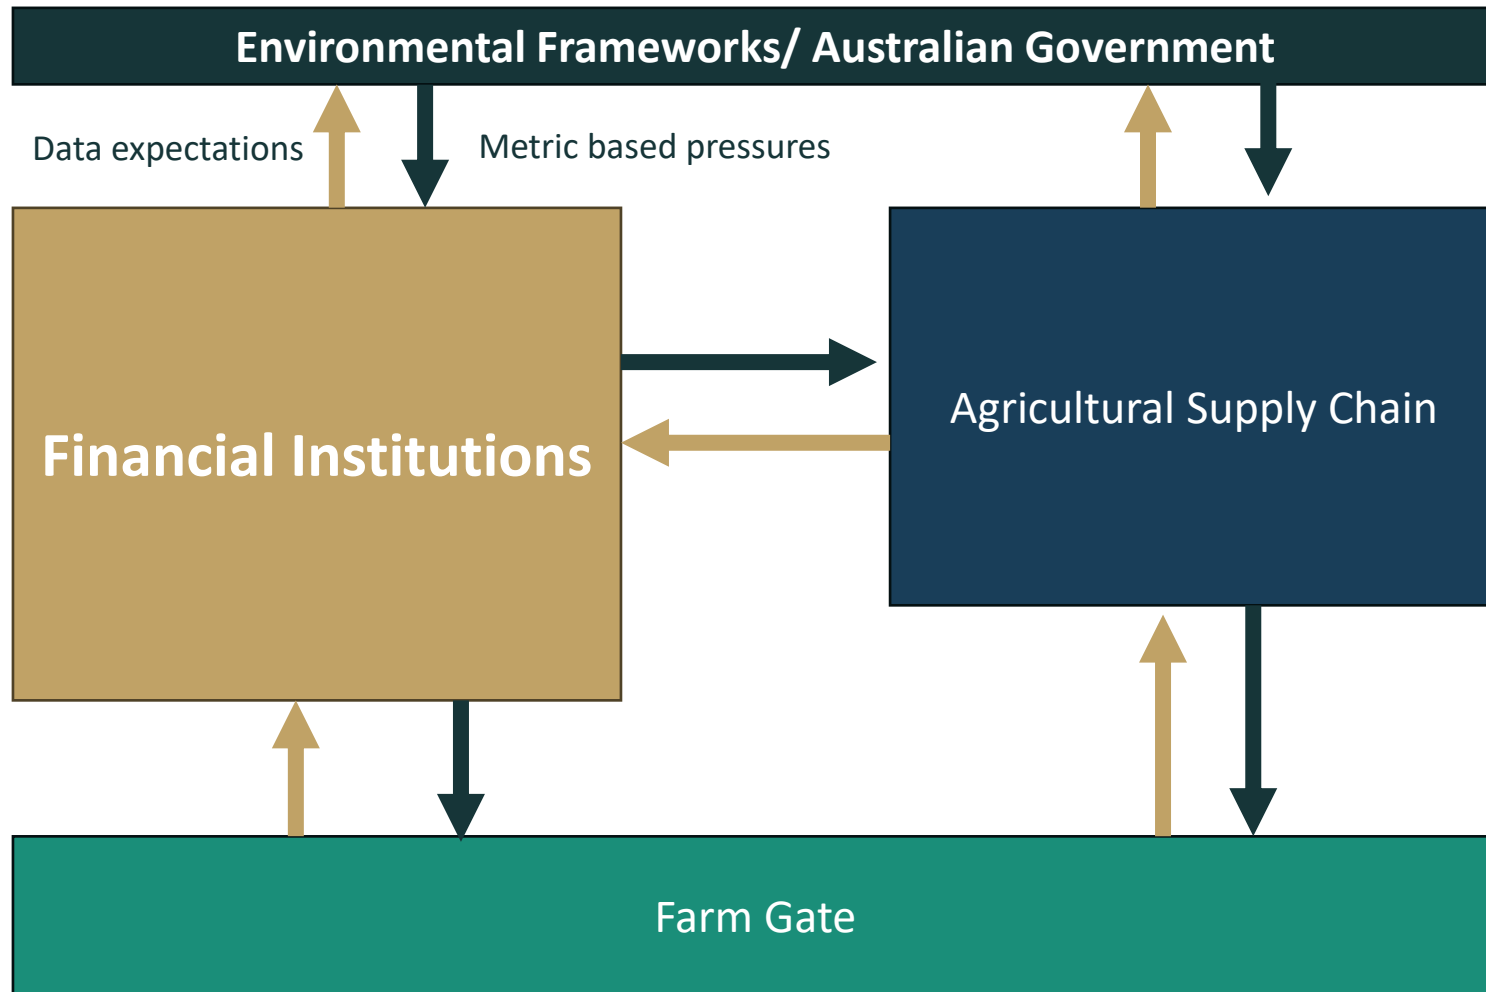 Environmental Frameworks/ Australian Government
Data expectations
Metric based pressures
Financial Institutions
Agricultural Supply Chain
Farm Gate